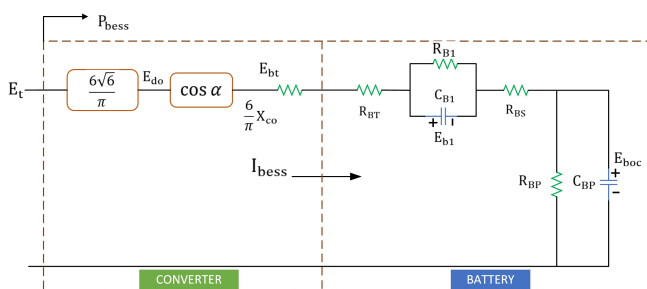 P_bess
E_t
6√6/π
E_do
cos α
E_bt
6/π X_co
R_BT
R_B1
C_B1
+ -
E_b1
R_BS
I_bess
R_BP
C_BP
+
E_boc
-
CONVERTER
BATTERY